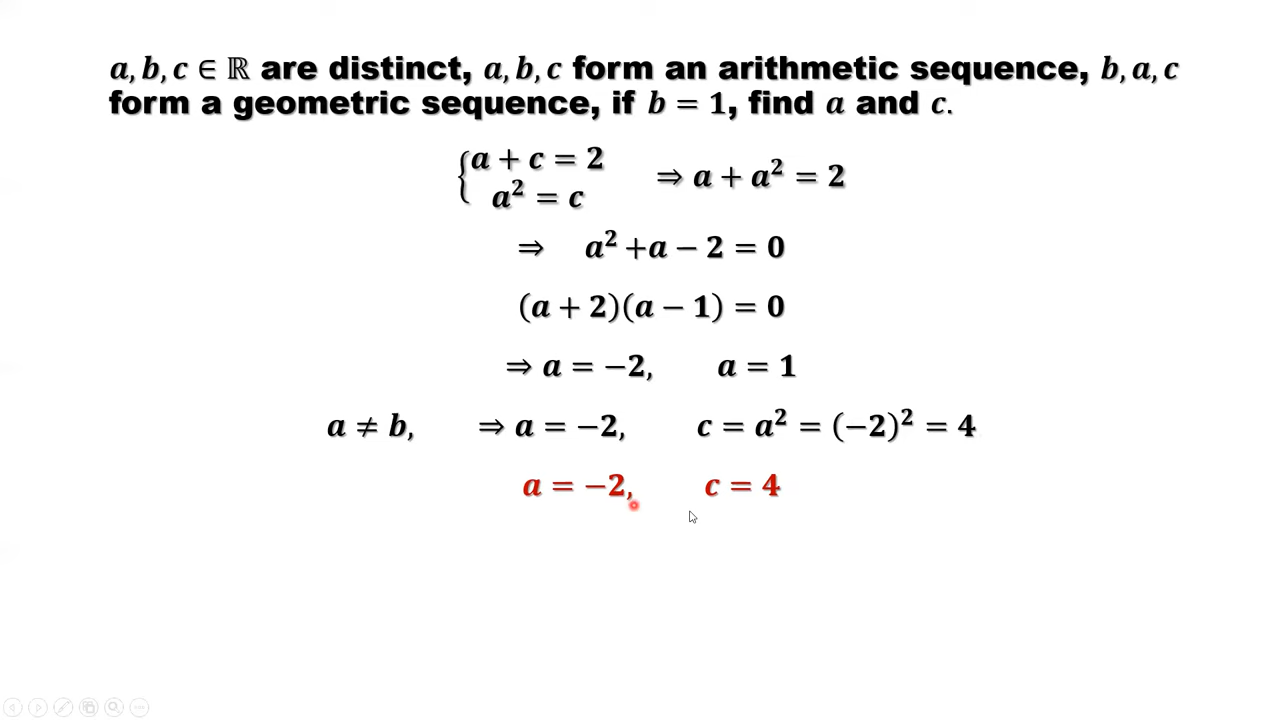 a, b, c ∈ ℝ are distinct, a, b, c form an arithmetic sequence, b, a, c
form a geometric sequence, if b = 1, find a and c.
{a + c = 2
a² = c ⇒ a + a² = 2
⇒ a² + a − 2 = 0
(a + 2)(a − 1) = 0
⇒ a = −2, a = 1
a ≠ b, ⇒ a = −2, c = a² = (−2)² = 4
a = −2, c = 4